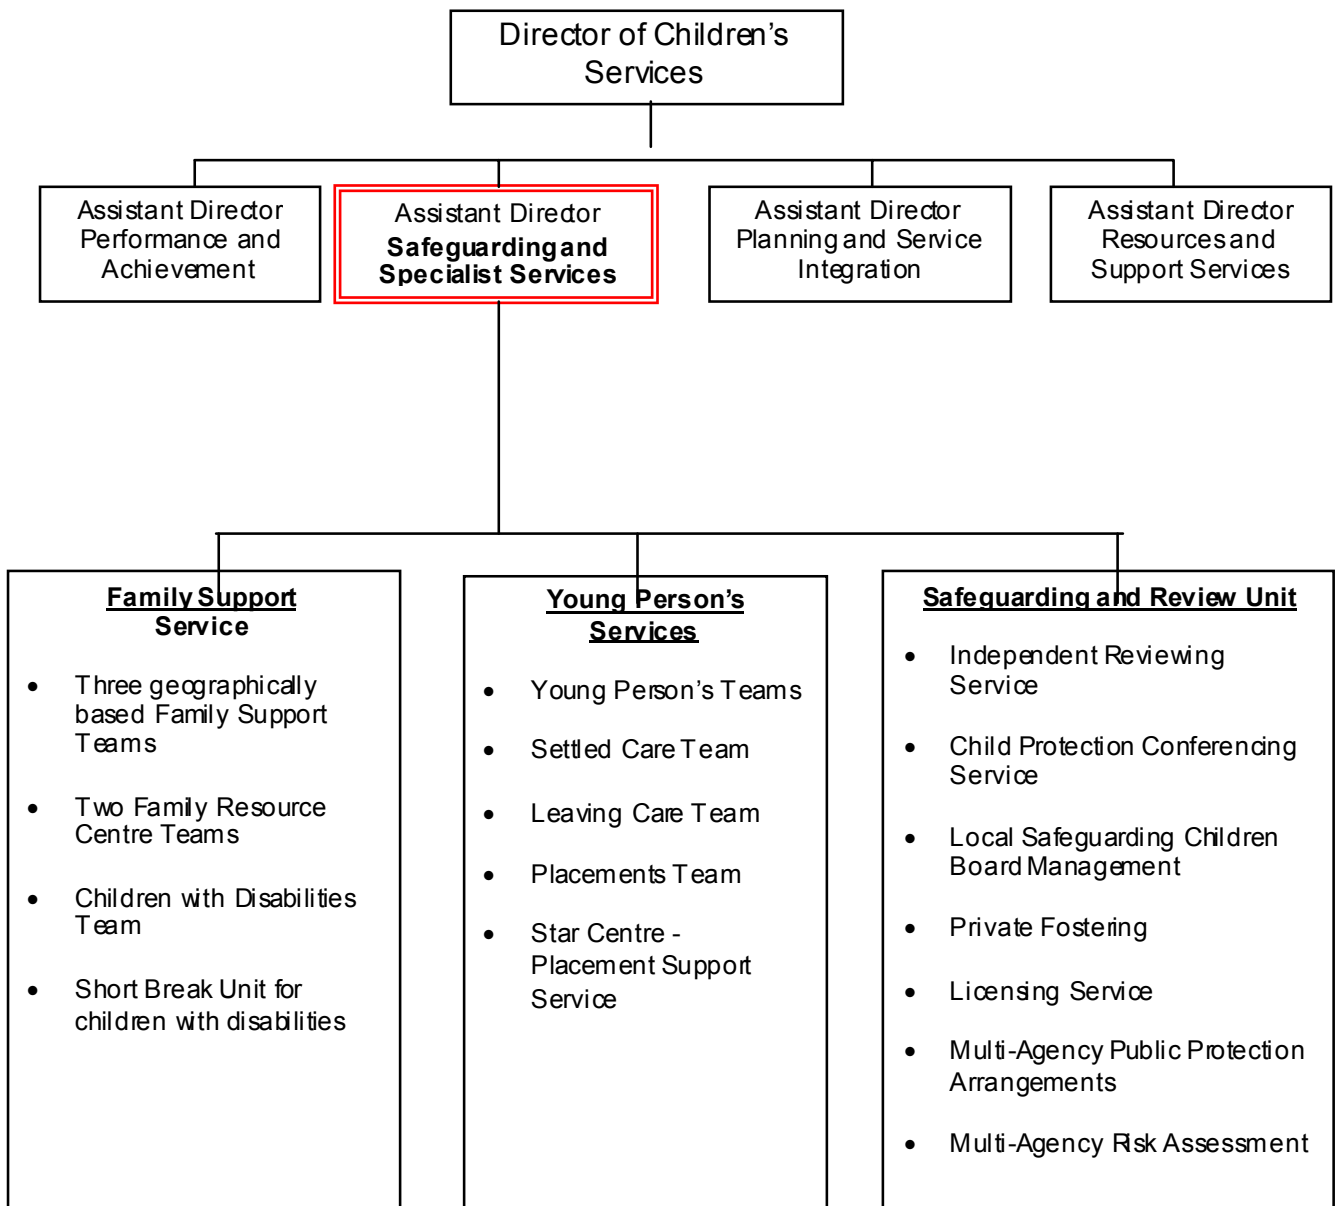 Director of Children's
Services
Assistant Director
Performance and
Achievement
Assistant Director
Safeguarding and
Specialist Services
Assistant Director
Planning and Service
Integration
Assistant Director
Resources and
Support Services
Family Support
Service
• Three geographically
based Family Support
Teams
• Two Family Resource
Centre Teams
• Children with Disabilities
Team
• Short Break Unit for
children with disabilities
Young Person's
Services
• Young Person's Teams
• Settled Care Team
• Leaving Care Team
• Placements Team
• Star Centre -
Placement Support
Service
Safeguarding and Review Unit
• Independent Reviewing
Service
• Child Protection Conferencing
Service
• Local Safeguarding Children
Board Management
• Private Fostering
• Licensing Service
• Multi-Agency Public Protection
Arrangements
• Multi-Agency Risk Assessment